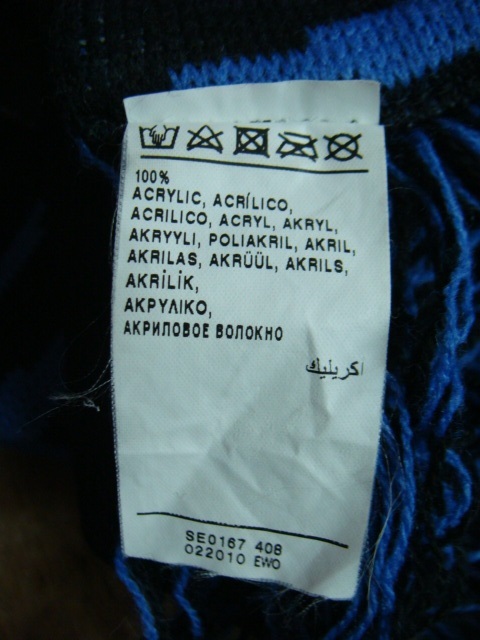 100%
ACRYLIC, ACRÍLICO,
ACRILICO, ACRYL, AKRYL,
AKRYYLI, POLIAKRIL, AKRIL,
AKRILAS, AKRÜÜL, AKRILS,
AKRİLİK,
ΑΚΡΥΛΙΚΟ,
АКРИЛОВОЕ ВОЛОКНО
اكريليك
SE0167 408
022010 EWO